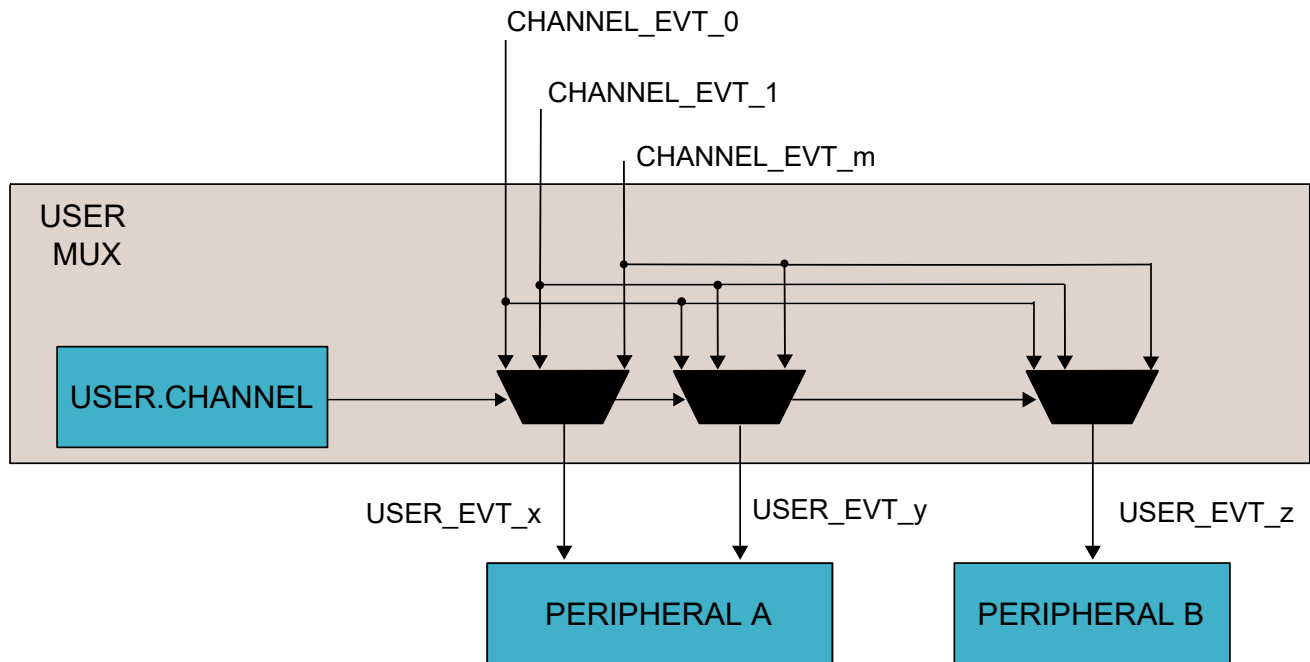 CHANNEL_EVT_0
CHANNEL_EVT_1
CHANNEL_EVT_m
USER
MUX
USER.CHANNEL
USER_EVT_x
USER_EVT_y
USER_EVT_z
PERIPHERAL A
PERIPHERAL B